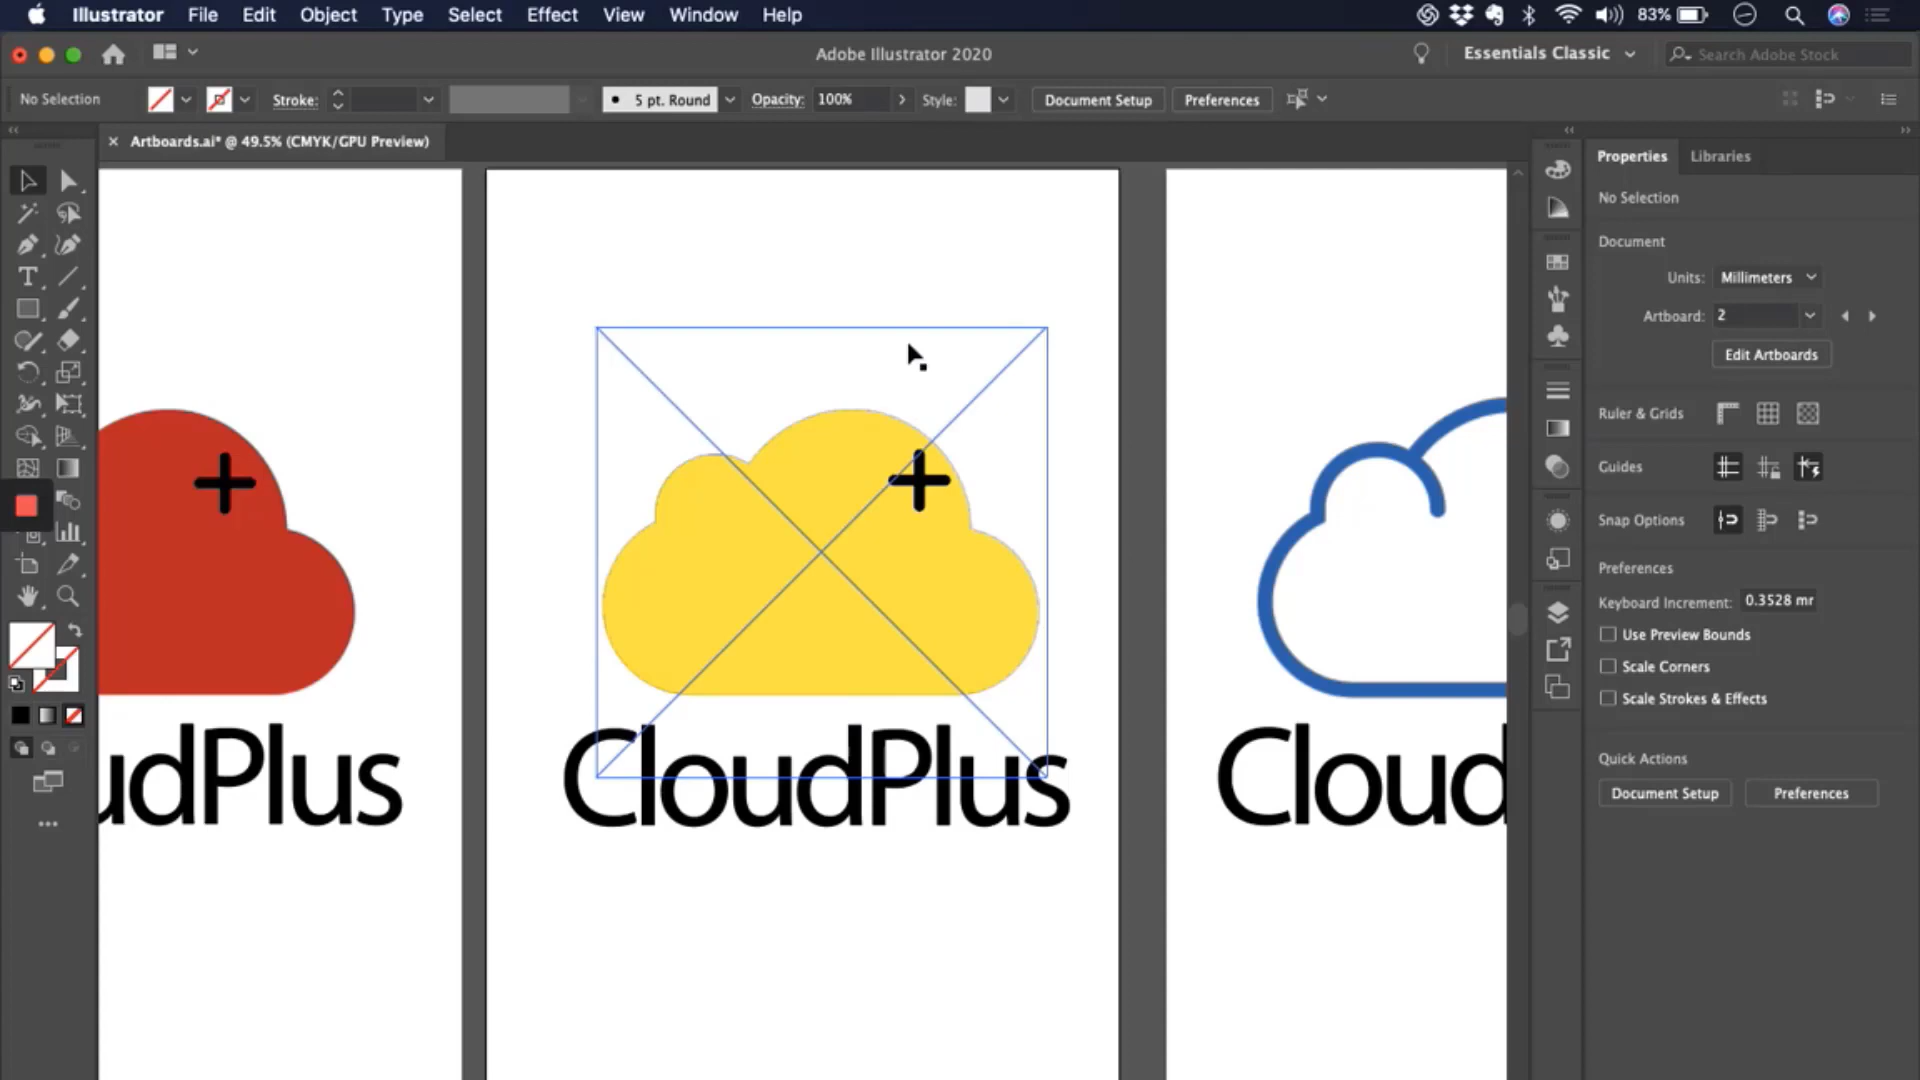 Illustrator File Edit Object Type Select Effect View Window Help 83%
Adobe Illustrator 2020 Essentials Classic Search Adobe Stock
No Selection Stroke: 5 pt. Round Opacity: 100% Style: Document Setup Preferences
Artboards.ai* @ 49.5% (CMYK/GPU Preview)
Properties Libraries
No Selection
Document
Units: Millimeters
Artboard: 2
Edit Artboards
Ruler & Grids
Guides
Snap Options
Preferences
Keyboard Increment: 0.3528 mr
Use Preview Bounds
Scale Corners
Scale Strokes & Effects
Quick Actions
Document Setup Preferences
udPlus
CloudPlus
Cloud